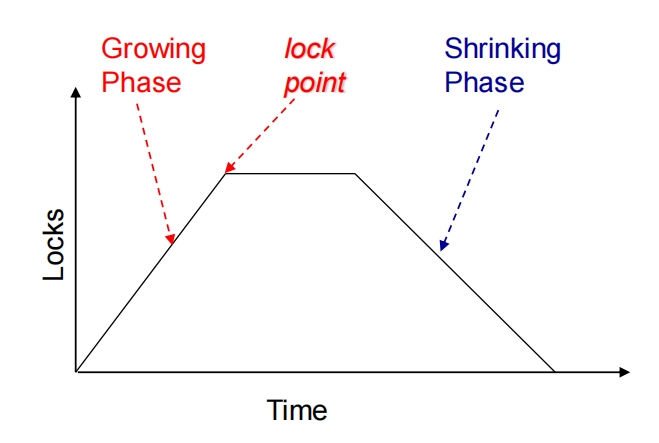 Growing
Phase
lock
point
Shrinking
Phase
Locks
Time